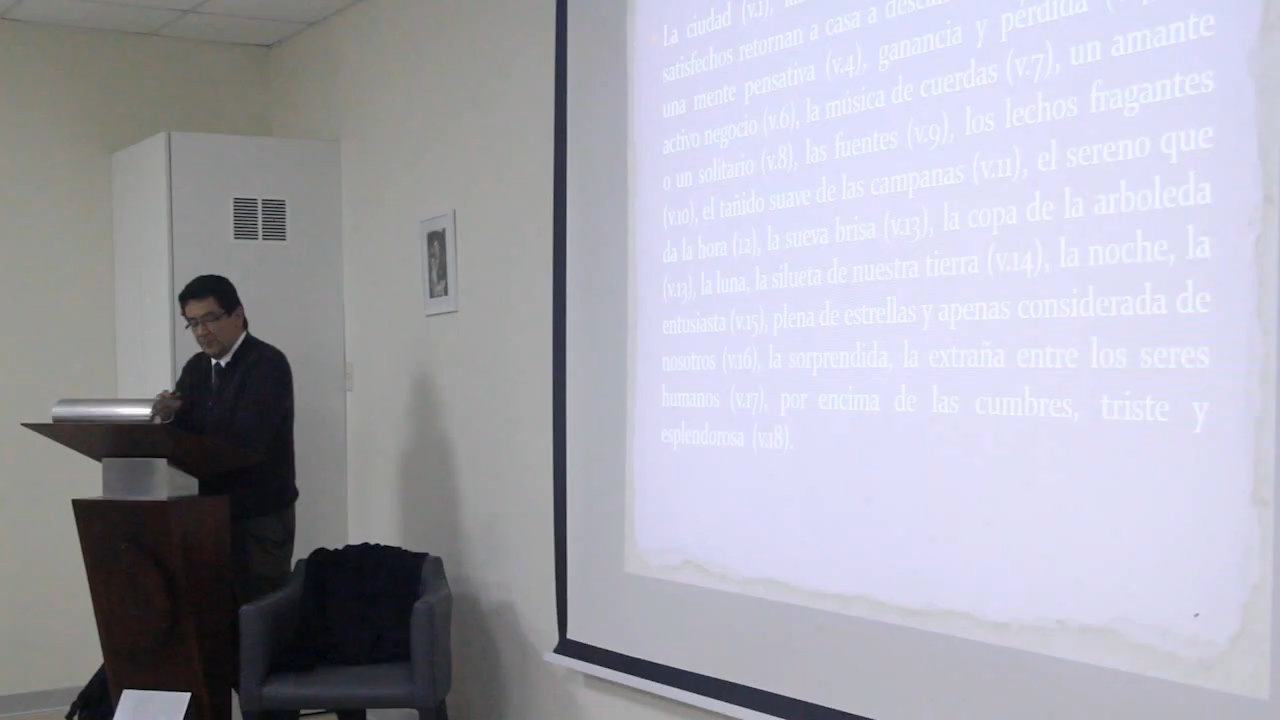 La ciudad (v.1),
satisfechos retornan a casa a
una mente pensativa (v.4), ganancia y pérdida
activo negocio (v.6), la música de cuerdas (v.7), un amante
o un solitario (v.8), las fuentes (v.9), los lechos fragantes
(v.10), el tañido suave de las campanas (v.11), el sereno que
da la hora (12), la sueva brisa (v.13), la copa de la arboleda
(v.13), la luna, la silueta de nuestra tierra (v.14), la noche, la
entusiasta (v.15), plena de estrellas y apenas considerada de
nosotros (v.16), la sorprendida, la extraña entre los seres
humanos (v.17), por encima de las cumbres, triste y
esplendorosa (v.18).